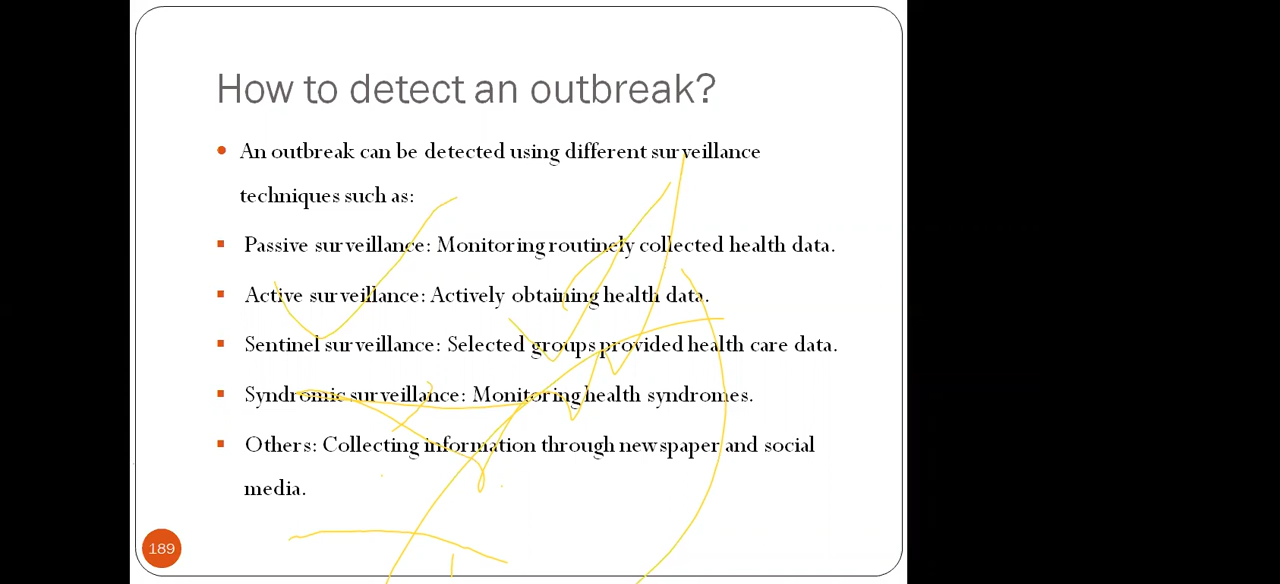 How to detect an outbreak?
An outbreak can be detected using different surveillance
techniques such as:
Passive surveillance: Monitoring routinely collected health data.
Active surveillance: Actively obtaining health data.
Sentinel surveillance: Selected groups provided health care data.
Syndromic surveillance: Monitoring health syndromes.
Others: Collecting information through newspaper and social
media.
189